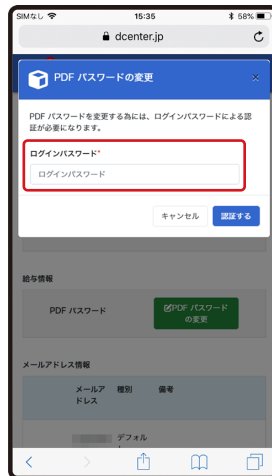 SIMなし 15:35 58%
dcenter.jp
PDF パスワードの変更 ×
PDF パスワードを変更する為には、ログインパスワードによる認
証が必要になります。
ログインパスワード*
ログインパスワード
キャンセル 認証する
給与情報
PDF パスワード
PDF パスワード
の変更
メールアドレス情報
メールア 種別 備考
ドレス
デフォル